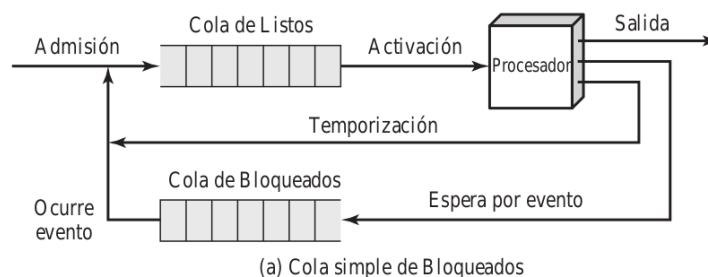 Cola de Listos
Admisión
Activación
Salida
Procesador
Temporización
Cola de Bloqueados
Ocurre
evento
Espera por evento
(a) Cola simple de Bloqueados